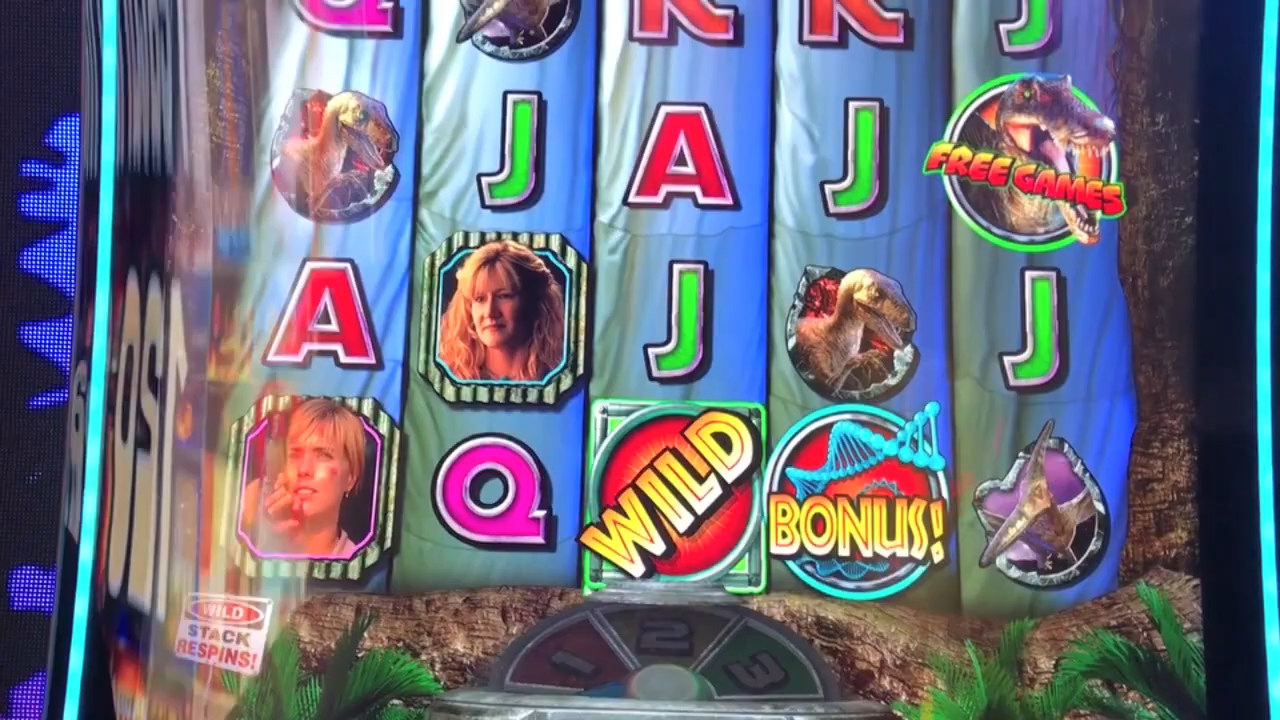 Q K K J
J A J FREE GAMES
A J J
Q WILD BONUS!
WILD
STACK
RESPINS!
1 2 3